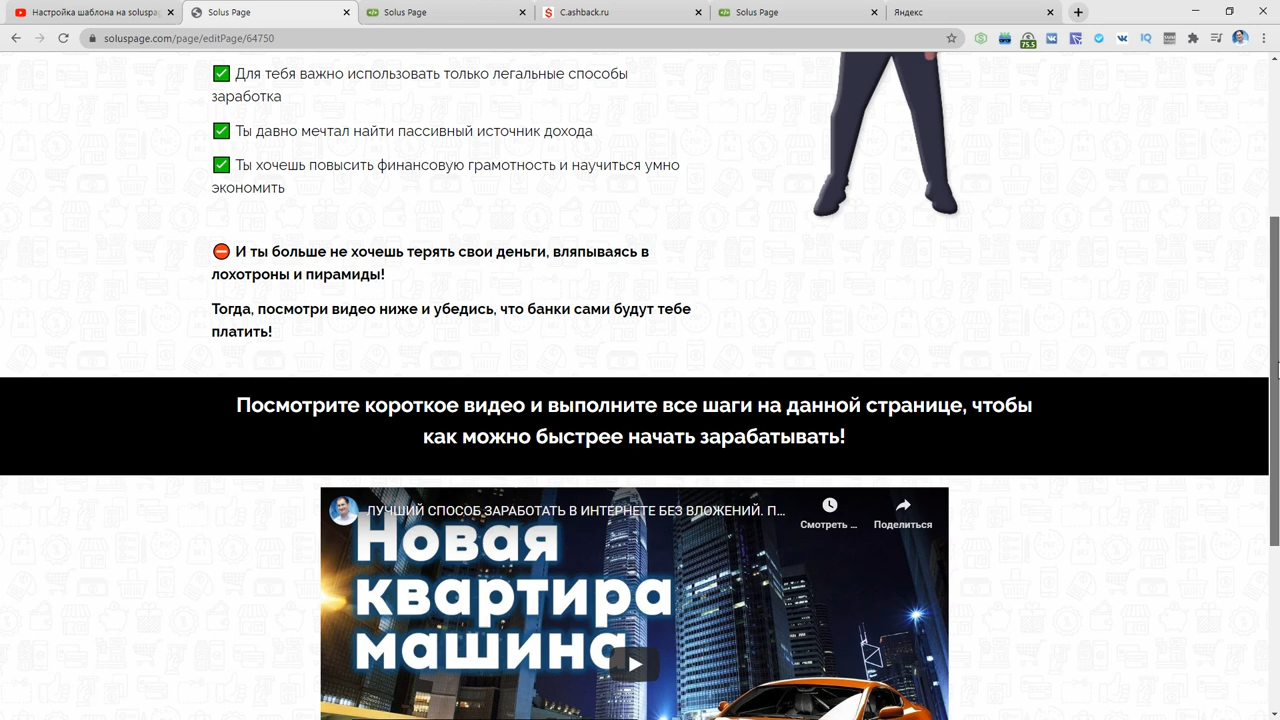 Настройка шаблона на soluspag
Solus Page
Solus Page
C.ashback.ru
Solus Page
Яндекс
soluspage.com/page/editPage/64750
75.5
Для тебя важно использовать только легальные способы
заработка
Ты давно мечтал найти пассивный источник дохода
Ты хочешь повысить финансовую грамотность и научиться умно
экономить
И ты больше не хочешь терять свои деньги, вляпываясь в
лохотроны и пирамиды!
Тогда, посмотри видео ниже и убедись, что банки сами будут тебе
платить!
Посмотрите короткое видео и выполните все шаги на данной странице, чтобы
как можно быстрее начать зарабатывать!
ЛУЧШИЙ СПОСОБ ЗАРАБОТАТЬ В ИНТЕРНЕТЕ БЕЗ ВЛОЖЕНИЙ. П...
Смотреть ...
Поделиться
Новая
квартира
машина